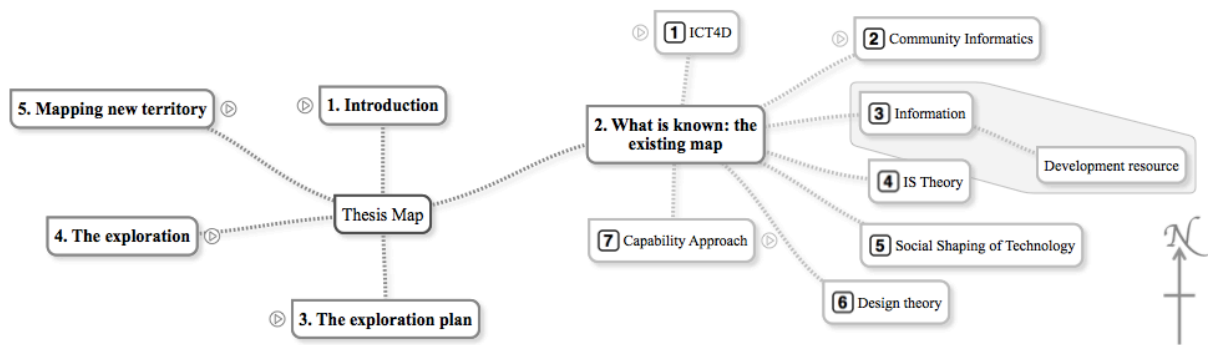 1 ICT4D
2 Community Informatics
5. Mapping new territory
1. Introduction
2. What is known: the
existing map
3 Information
Development resource
4 IS Theory
Thesis Map
4. The exploration
7 Capability Approach
5 Social Shaping of Technology
N
6 Design theory
3. The exploration plan